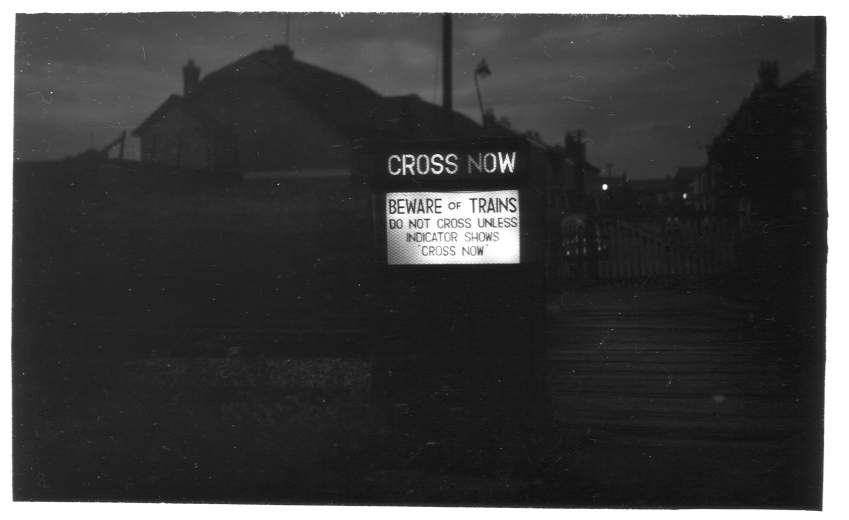 CROSS NOW
BEWARE OF TRAINS
DO NOT CROSS UNLESS
INDICATOR SHOWS
"CROSS NOW"